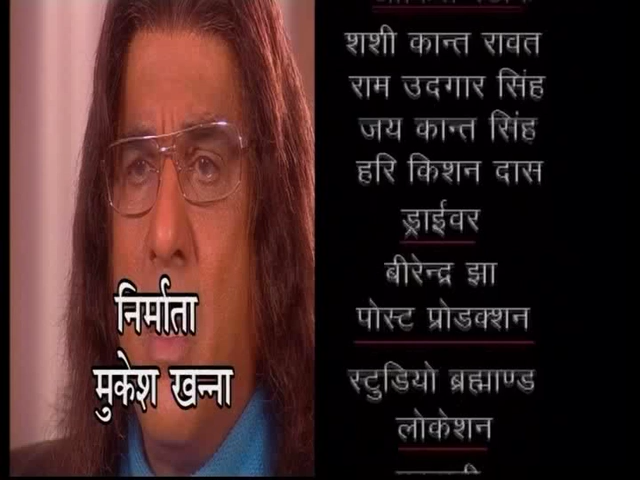 निर्माता
मुकेश खन्ना
शशी कान्त रावत
राम उदगार सिंह
जय कान्त सिंह
हरि किशन दास
ड्राईवर
बीरेन्द्र झा
पोस्ट प्रोडक्शन
स्टुडियो ब्रह्माण्ड
लोकेशन